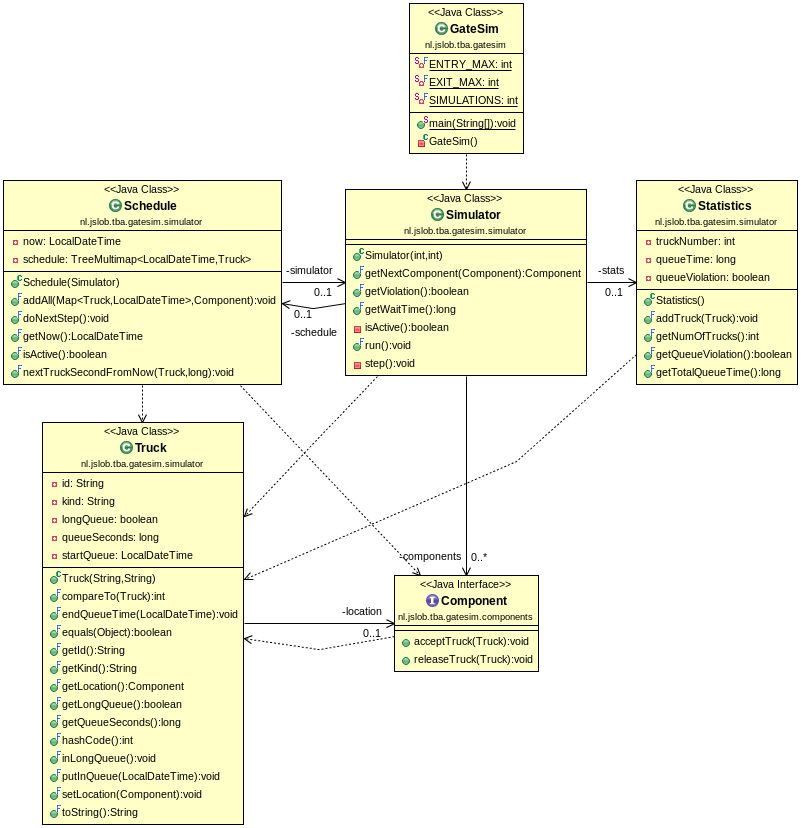 <<Java Class>>
GateSim
nl.jslob.tba.gatesim
ENTRY_MAX: int
EXIT_MAX: int
SIMULATIONS: int
main(String[]):void
GateSim()
<<Java Class>>
Schedule
nl.jslob.tba.gatesim.simulator
now: LocalDateTime
schedule: TreeMultimap<LocalDateTime,Truck>
Schedule(Simulator)
addAll(Map<Truck,LocalDateTime>,Component):void
doNextStep():void
getNow():LocalDateTime
isActive():boolean
nextTruckSecondFromNow(Truck,long):void
-simulator
0..1
0..1
-schedule
<<Java Class>>
Simulator
nl.jslob.tba.gatesim.simulator
Simulator(int,int)
getNextComponent(Component):Component
getViolation():boolean
getWaitTime():long
isActive():boolean
run():void
step():void
-stats
0..1
<<Java Class>>
Statistics
nl.jslob.tba.gatesim.simulator
truckNumber: int
queueTime: long
queueViolation: boolean
Statistics()
addTruck(Truck):void
getNumOfTrucks():int
getQueueViolation():boolean
getTotalQueueTime():long
<<Java Class>>
Truck
nl.jslob.tba.gatesim.simulator
id: String
kind: String
longQueue: boolean
queueSeconds: long
startQueue: LocalDateTime
Truck(String,String)
compareTo(Truck):int
endQueueTime(LocalDateTime):void
equals(Object):boolean
getId():String
getKind():String
getLocation():Component
getLongQueue():boolean
getQueueSeconds():long
hashCode():int
inLongQueue():void
putInQueue(LocalDateTime):void
setLocation(Component):void
toString():String
-components
0..*
-location
0..1
<<Java Interface>>
Component
nl.jslob.tba.gatesim.components
acceptTruck(Truck):void
releaseTruck(Truck):void